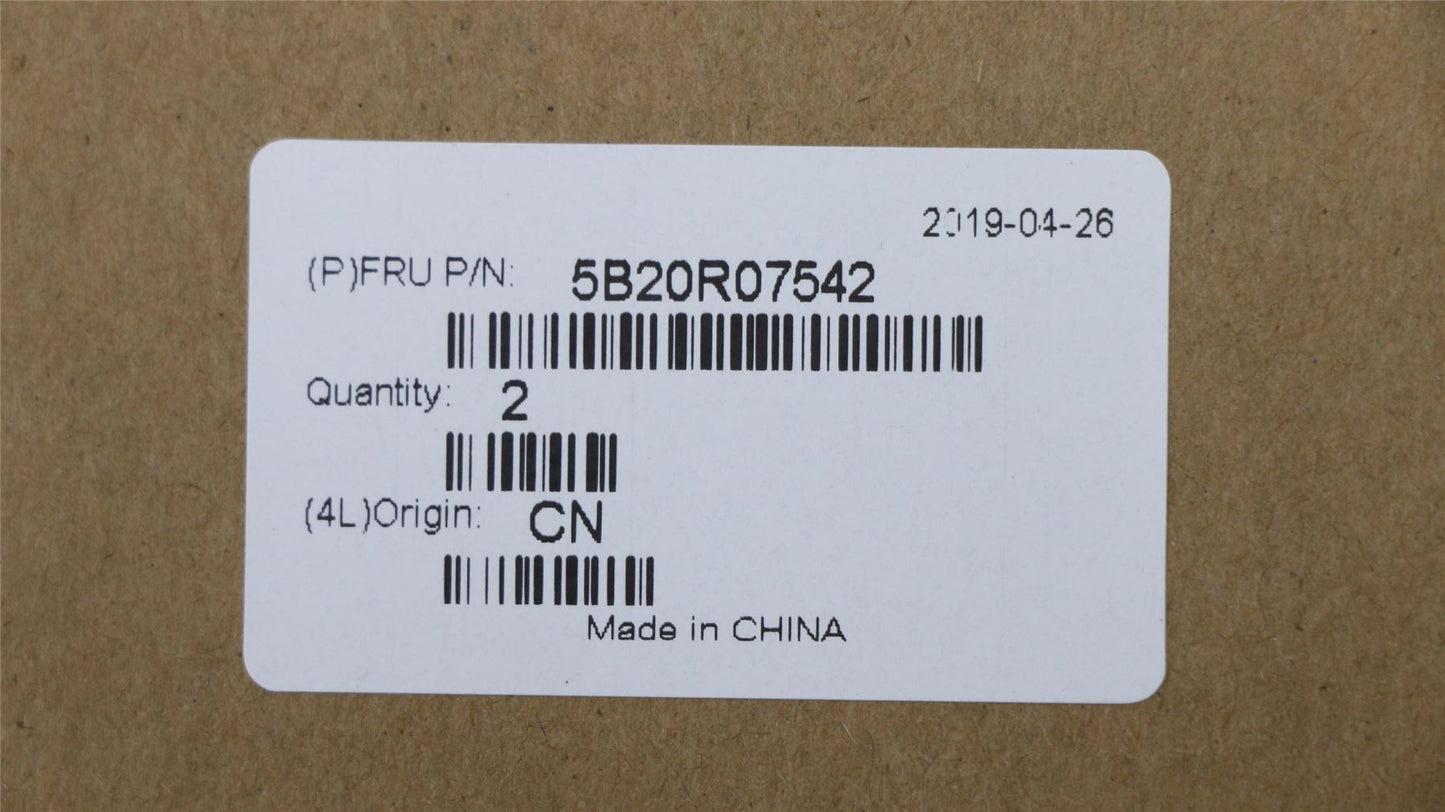 2019-04-26
(P)FRU P/N: 5B20R07542
Quantity: 2
(4L)Origin: CN
Made in CHINA